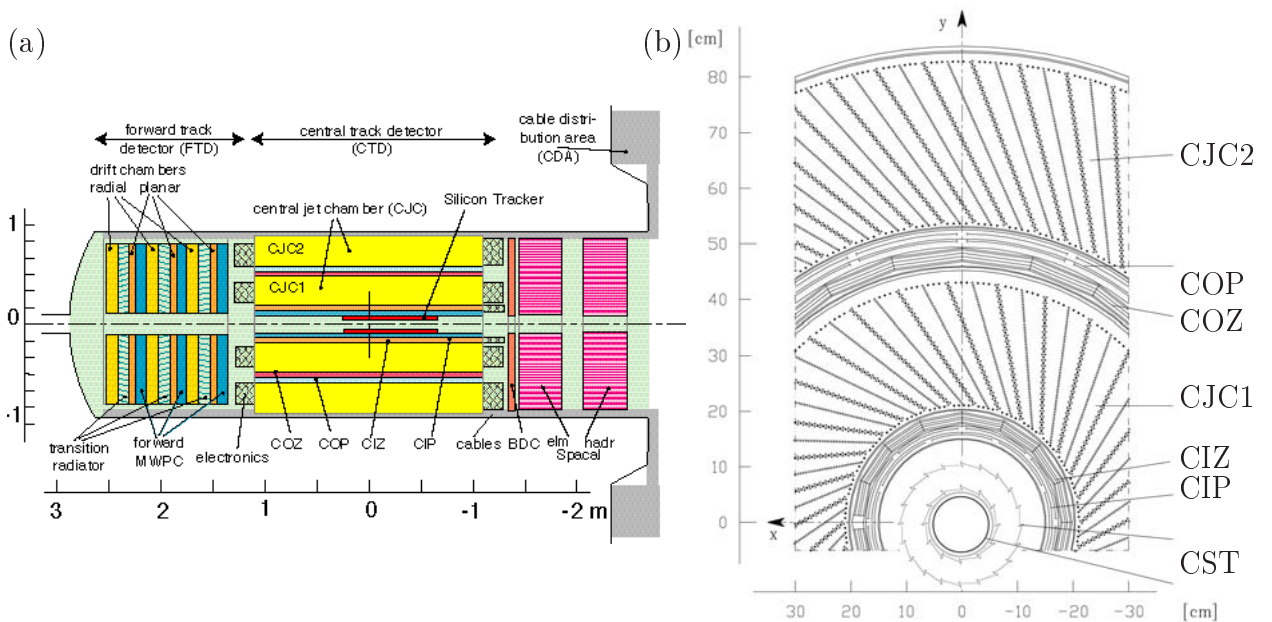 (a)
forward track
detector (FTD)
central track detector
(CTD)
cable distri-
bution area
(CDA)
drift chambers
radial planar
Silicon Tracker
central jet chamber (CJC)
CJC2
CJC1
1
0
-1
transition
radiator
forward
MWPC
electronics
COZ
COP
CIZ
CIP
cables
BDC
elm
hadr
Spacal
3
2
1
0
-1
-2 m
(b)
[cm]
y
80
70
60
50
40
30
20
10
0
x
CJC2
COP
COZ
CJC1
CIZ
CIP
CST
30
20
10
0
-10
-20
-30
[cm]